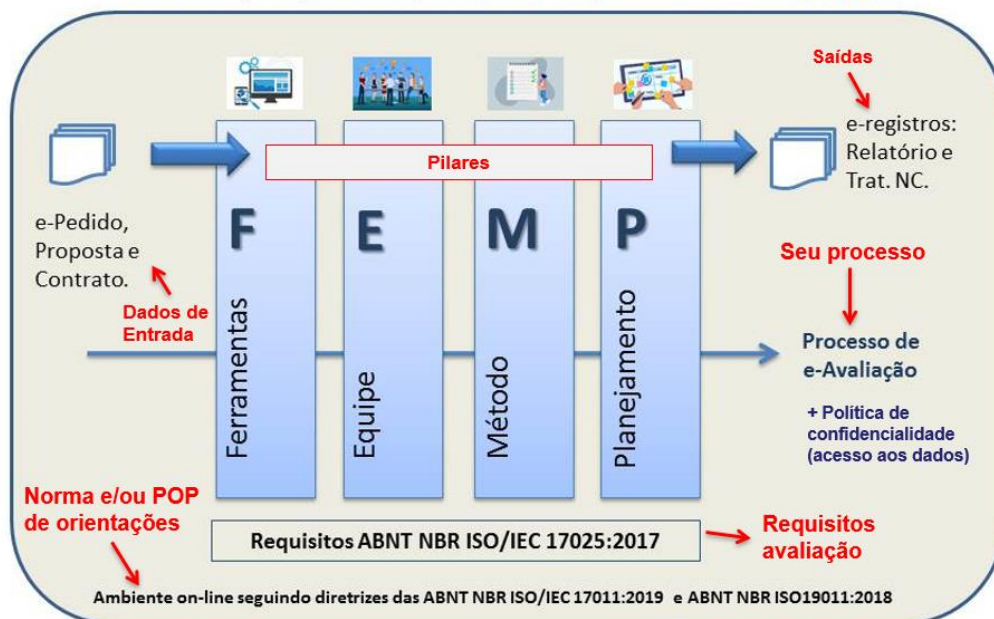 Saídas
e-registros:
Relatório e
Trat. NC.
Pilares
e-Pedido,
Proposta e
Contrato.
Dados de
Entrada
F
E
M
P
Ferramentas
Equipe
Método
Planejamento
Seu processo
Processo de
e-Avaliação
+ Política de
confidencialidade
(acesso aos dados)
Norma e/ou POP
de orientações
Requisitos ABNT NBR ISO/IEC 17025:2017
Requisitos
avaliação
Ambiente on-line seguindo diretrizes das ABNT NBR ISO/IEC 17011:2019 e ABNT NBR ISO19011:2018